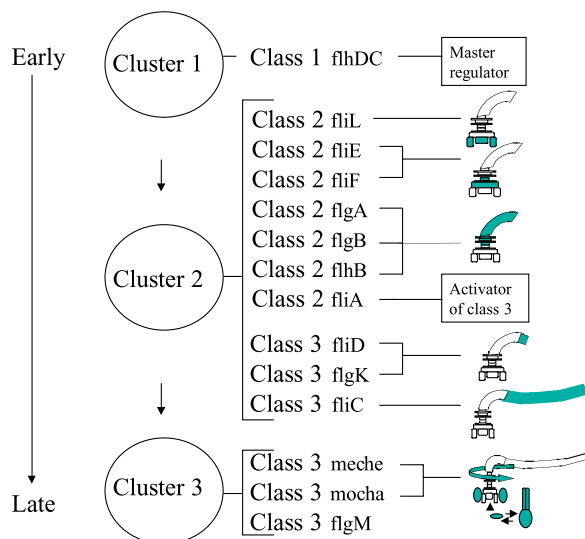 Early
Cluster 1
Class 1 flhDC
Master
regulator
Class 2 fliL
Class 2 fliE
Class 2 fliF
Class 2 flgA
Class 2 flgB
Class 2 flhB
Class 2 fliA
Cluster 2
Activator
of class 3
Class 3 fliD
Class 3 flgK
Class 3 fliC
Class 3 meche
Class 3 mocha
Class 3 flgM
Cluster 3
Late